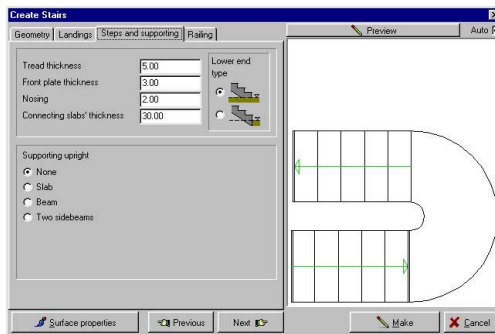 Create Stairs
Geometry Landings Steps and supporting Railing
Preview
Auto
Tread thickness 5.00
Front plate thickness 3.00
Nosing 2.00
Connecting slabs' thickness 30.00
Lower end type
Supporting upright
None
Slab
Beam
Two sidebeams
Surface properties
Previous
Next
Make
Cancel